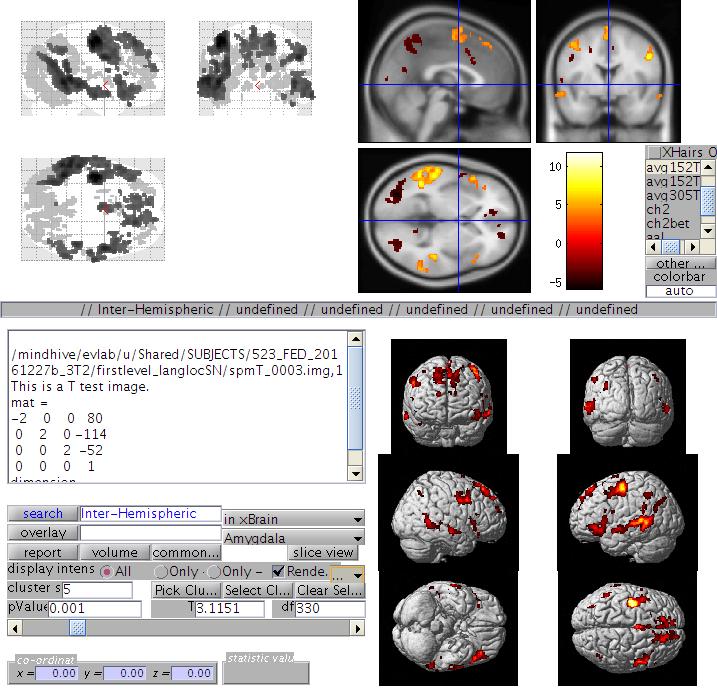 10
5
0
−5
XHairs O
avg152T
avg152T
avg305T
ch2
ch2bet
aal
other ...
colorbar
auto
// Inter-Hemispheric // undefined // undefined // undefined // undefined // undefined
/mindhive/evlab/u/Shared/SUBJECTS/523_FED_201
61227b_3T2/firstlevel_langlocSN/spmT_0003.img,1
This is a T test image.
mat =
−2 0 0 80
0 2 0 −114
0 0 2 −52
0 0 0 1
dimension
search Inter-Hemispheric in xBrain
overlay Amygdala
report volume common... slice view
display intens All Only + Only − Rende. ...
cluster s 5 Pick Clu... Select Cl... Clear Sel...
pValue 0.001 T 3.1151 df 330
co-ordinat statistic valu
x = 0.00 y = 0.00 z = 0.00